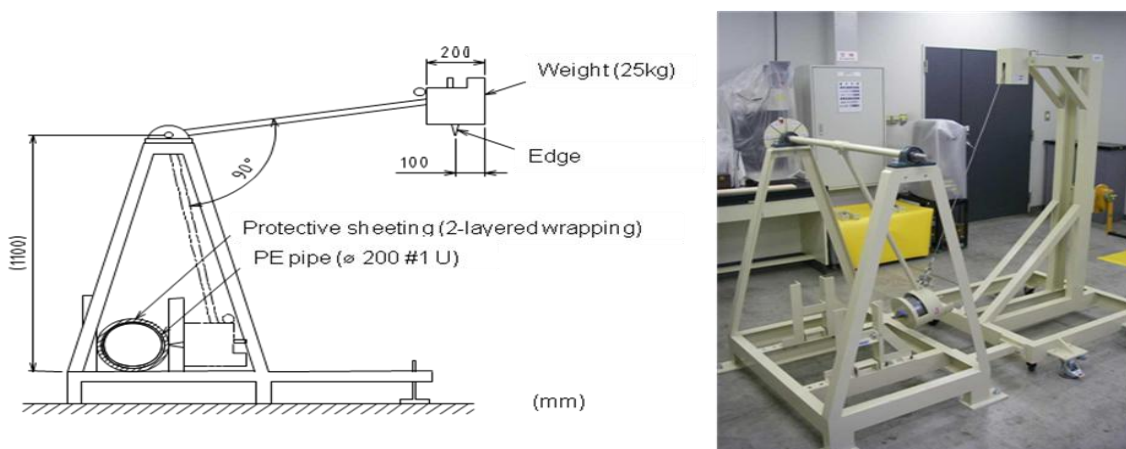 200
Weight (25kg)
Edge
100
90°
(1100)
Protective sheeting (2-layered wrapping)
PE pipe (ø 200 #1 U)
(mm)